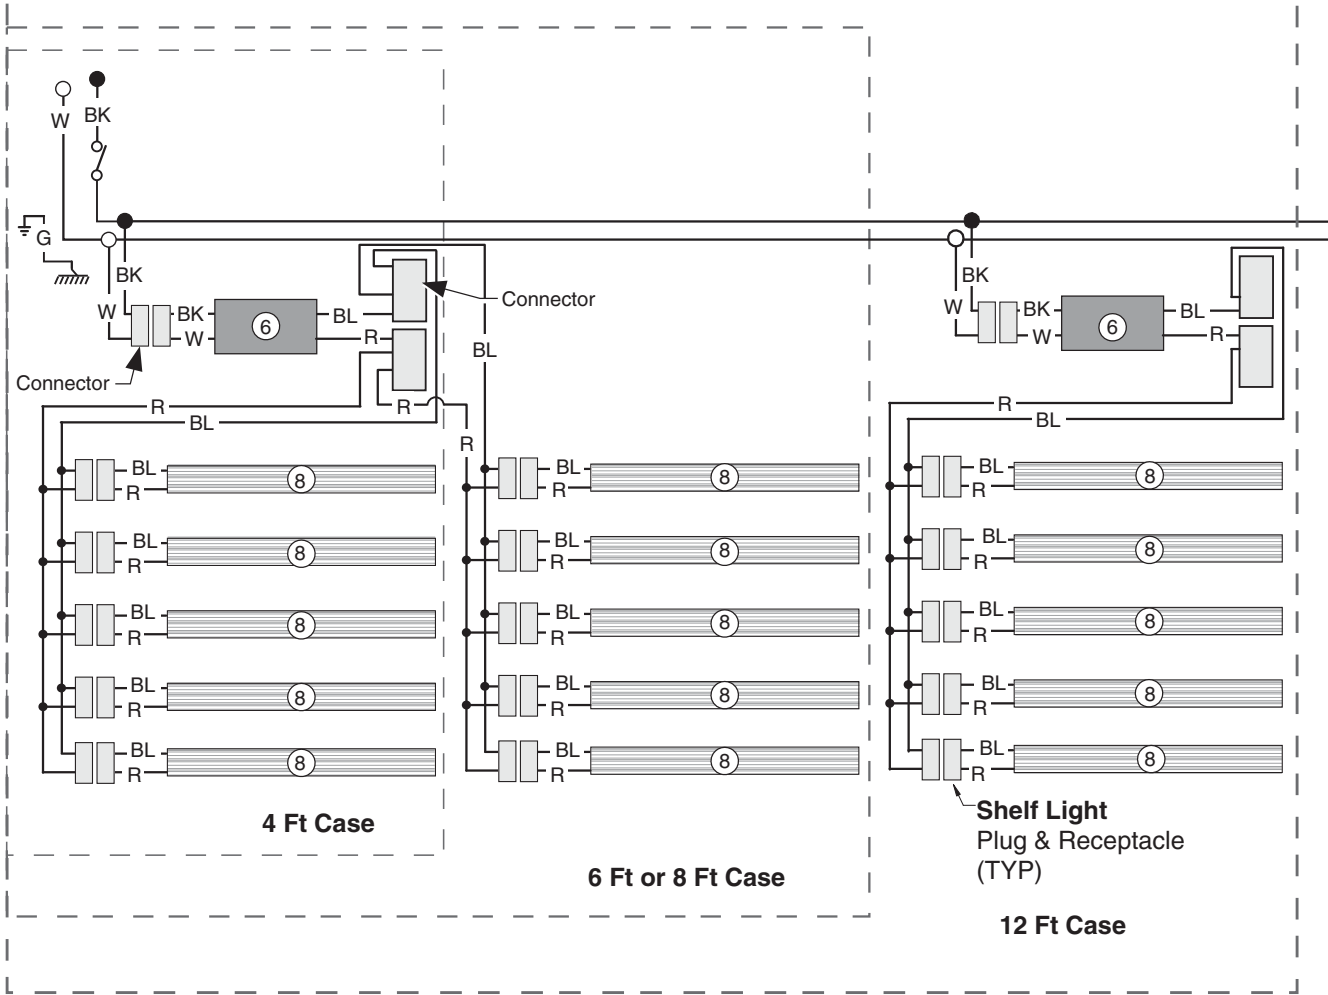 W BK
G
BK BK
W BK BL W BK BL
6 6
W R W R
Connector
BL
Connector
R R
R
BL BL
R
BL 8 BL 8 BL 8
R R R
BL 8 BL 8 BL 8
R R R
BL 8 BL 8 BL 8
R R R
BL 8 BL 8 BL 8
R R R
BL 8 BL 8 BL 8
R R R
4 Ft Case
Shelf Light
Plug & Receptacle
(TYP)
6 Ft or 8 Ft Case
12 Ft Case